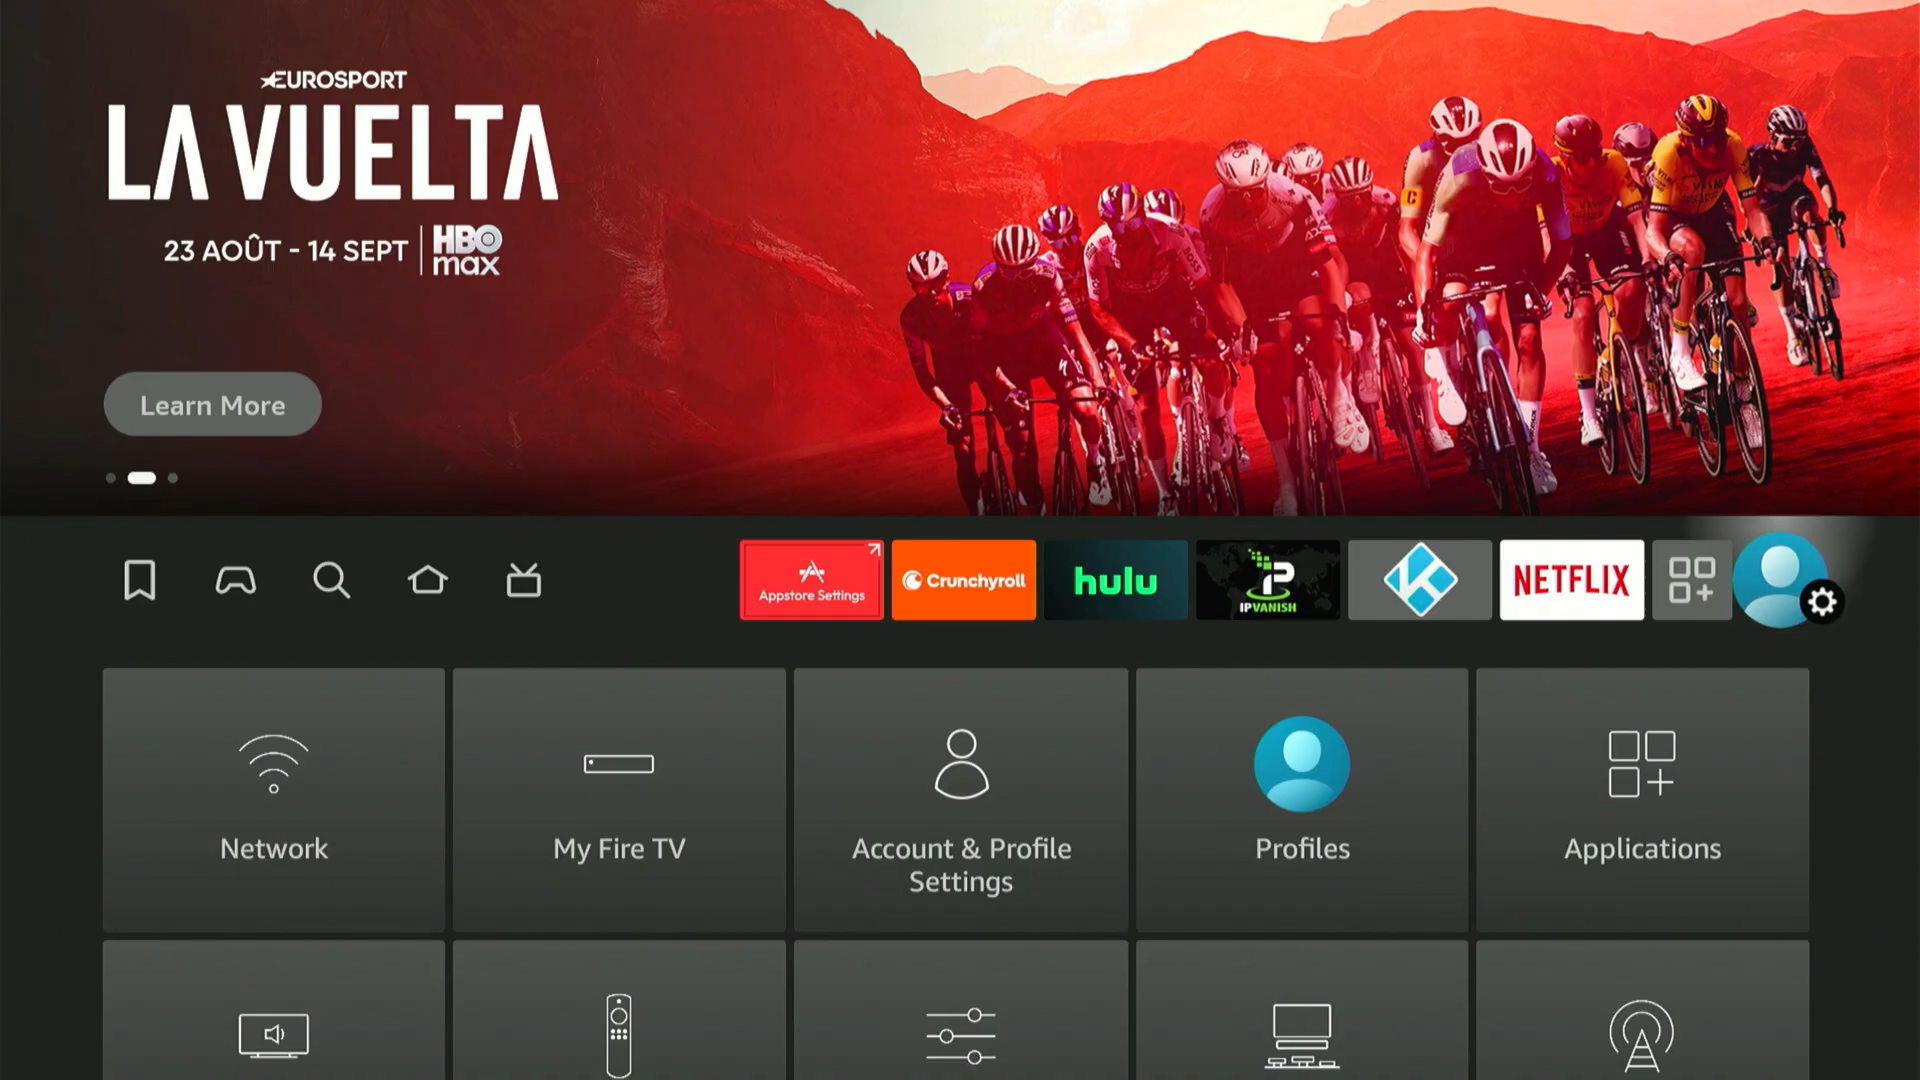 EUROSPORT
LA VUELTA
23 AOÛT - 14 SEPT
HBO
max
Learn More
Appstore Settings
Crunchyroll
hulu
IPVANISH
NETFLIX
Network
My Fire TV
Account & Profile
Settings
Profiles
Applications